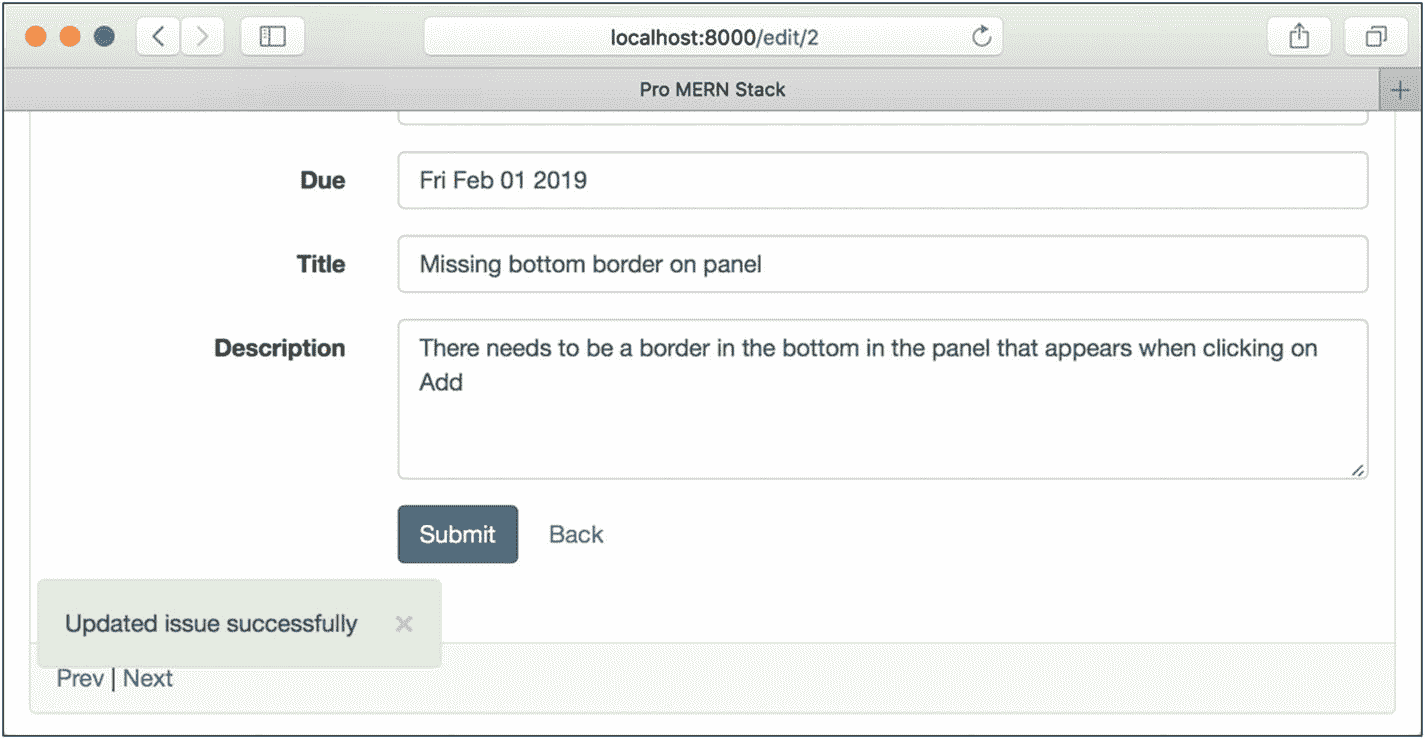 localhost:8000/edit/2
Pro MERN Stack
Due
Fri Feb 01 2019
Title
Missing bottom border on panel
Description
There needs to be a border in the bottom in the panel that appears when clicking on
Add
Submit
Back
Updated issue successfully ×
Prev | Next